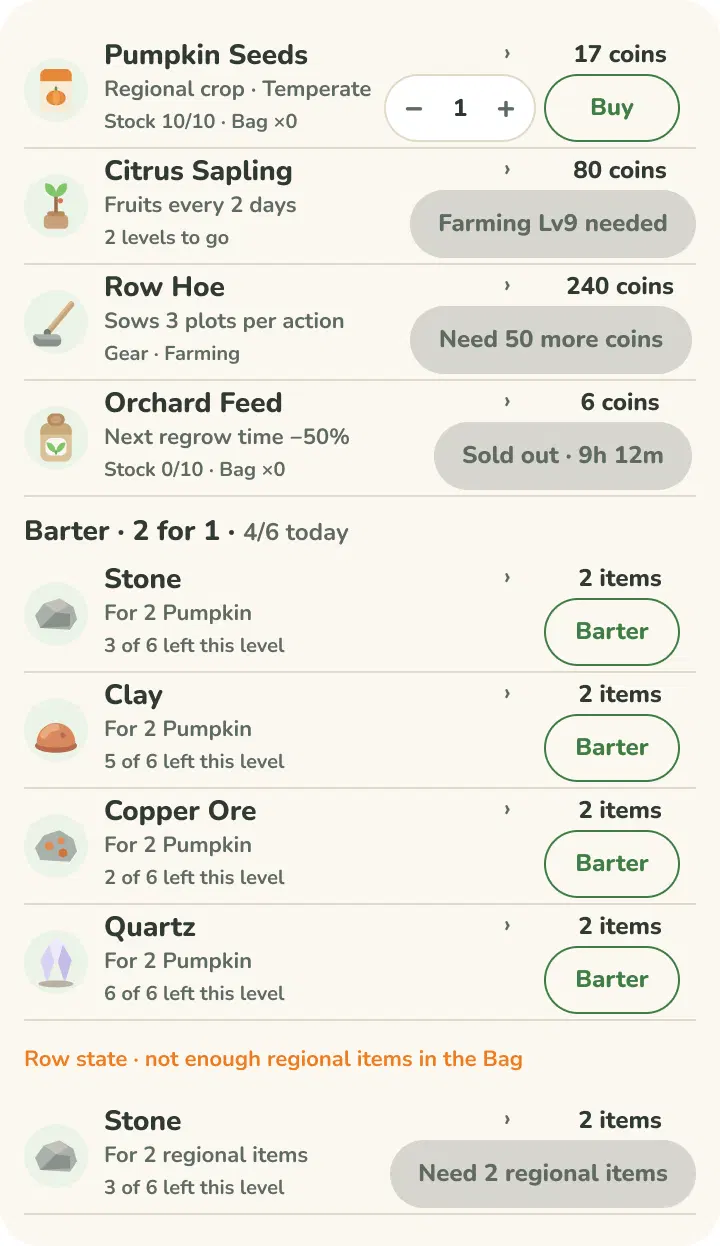 Pumpkin Seeds › 17 coins
Regional crop · Temperate
− 1 + Buy
Stock 10/10 · Bag ×0
Citrus Sapling › 80 coins
Fruits every 2 days
Farming Lv9 needed
2 levels to go
Row Hoe › 240 coins
Sows 3 plots per action
Need 50 more coins
Gear · Farming
Orchard Feed › 6 coins
Next regrow time −50%
Sold out · 9h 12m
Stock 0/10 · Bag ×0
Barter · 2 for 1 · 4/6 today
Stone › 2 items
For 2 Pumpkin
Barter
3 of 6 left this level
Clay › 2 items
For 2 Pumpkin
Barter
5 of 6 left this level
Copper Ore › 2 items
For 2 Pumpkin
Barter
2 of 6 left this level
Quartz › 2 items
For 2 Pumpkin
Barter
6 of 6 left this level
Row state · not enough regional items in the Bag
Stone › 2 items
For 2 regional items
Need 2 regional items
3 of 6 left this level